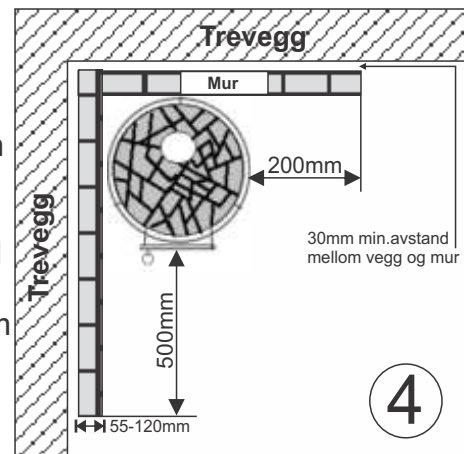 Trevegg
Mur
Trevegg
200mm
30mm min.avstand
mellom vegg og mur
500mm
55-120mm
4